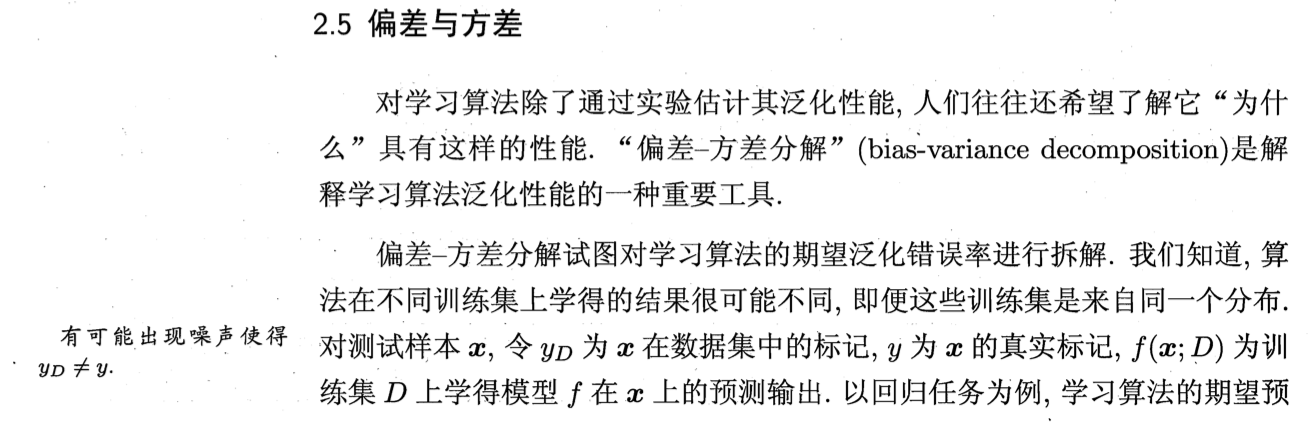 2.5 偏差与方差
对学习算法除了通过实验估计其泛化性能, 人们往往还希望了解它“为什
么”具有这样的性能. “偏差–方差分解”(bias-variance decomposition)是解
释学习算法泛化性能的一种重要工具.
偏差–方差分解试图对学习算法的期望泛化错误率进行拆解. 我们知道, 算
法在不同训练集上学得的结果很可能不同, 即便这些训练集是来自同一个分布.
对测试样本 x, 令 y_D 为 x 在数据集中的标记, y 为 x 的真实标记, f(x; D) 为训
练集 D 上学得模型 f 在 x 上的预测输出. 以回归任务为例, 学习算法的期望预
有可能出现噪声使得
y_D ≠ y.